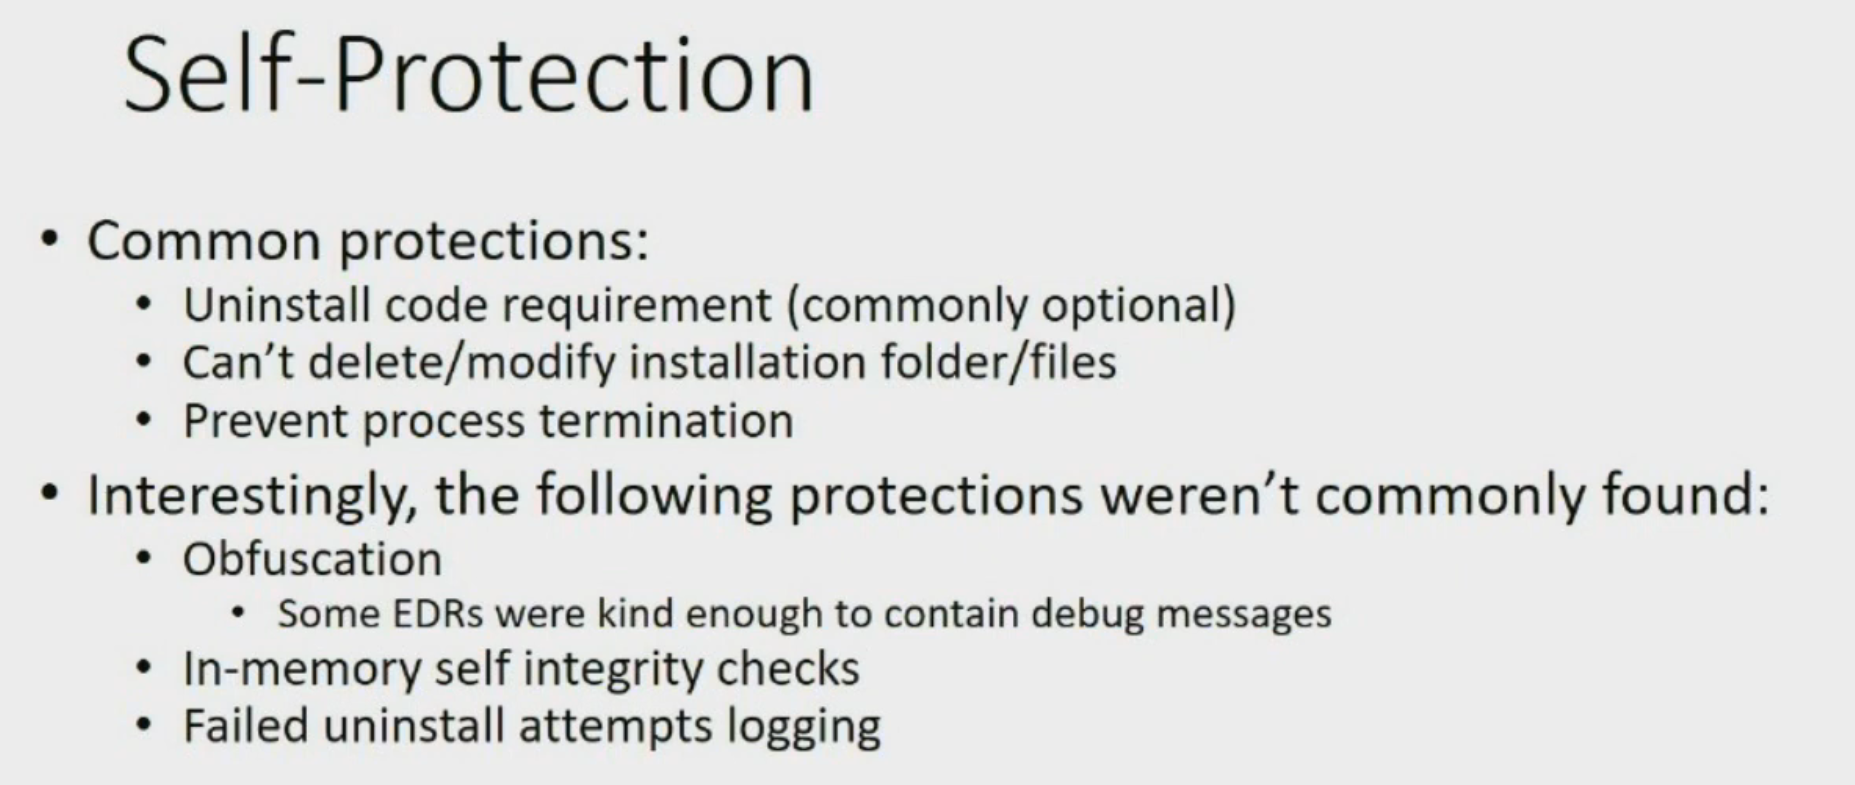 Self-Protection
• Common protections:
• Uninstall code requirement (commonly optional)
• Can't delete/modify installation folder/files
• Prevent process termination
• Interestingly, the following protections weren't commonly found:
• Obfuscation
• Some EDRs were kind enough to contain debug messages
• In-memory self integrity checks
• Failed uninstall attempts logging